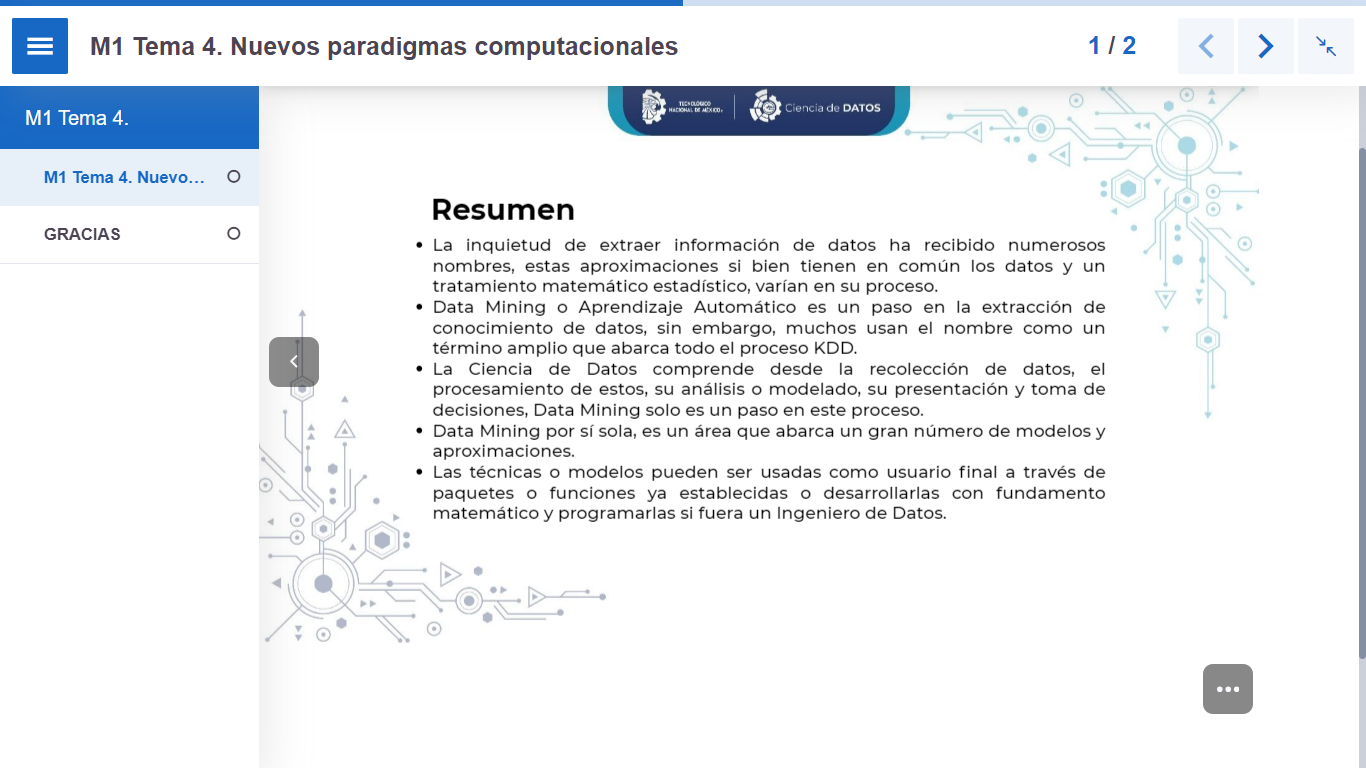 M1 Tema 4. Nuevos paradigmas computacionales
1 / 2
M1 Tema 4.
M1 Tema 4. Nuevo...
GRACIAS
TECNOLÓGICO
NACIONAL DE MÉXICO
Ciencia de DATOS
Resumen
• La inquietud de extraer información de datos ha recibido numerosos
nombres, estas aproximaciones si bien tienen en común los datos y un
tratamiento matemático estadístico, varían en su proceso.
• Data Mining o Aprendizaje Automático es un paso en la extracción de
conocimiento de datos, sin embargo, muchos usan el nombre como un
término amplio que abarca todo el proceso KDD.
• La Ciencia de Datos comprende desde la recolección de datos, el
procesamiento de estos, su análisis o modelado, su presentación y toma de
decisiones, Data Mining solo es un paso en este proceso.
• Data Mining por sí sola, es un área que abarca un gran número de modelos y
aproximaciones.
• Las técnicas o modelos pueden ser usadas como usuario final a través de
paquetes o funciones ya establecidas o desarrollarlas con fundamento
matemático y programarlas si fuera un Ingeniero de Datos.